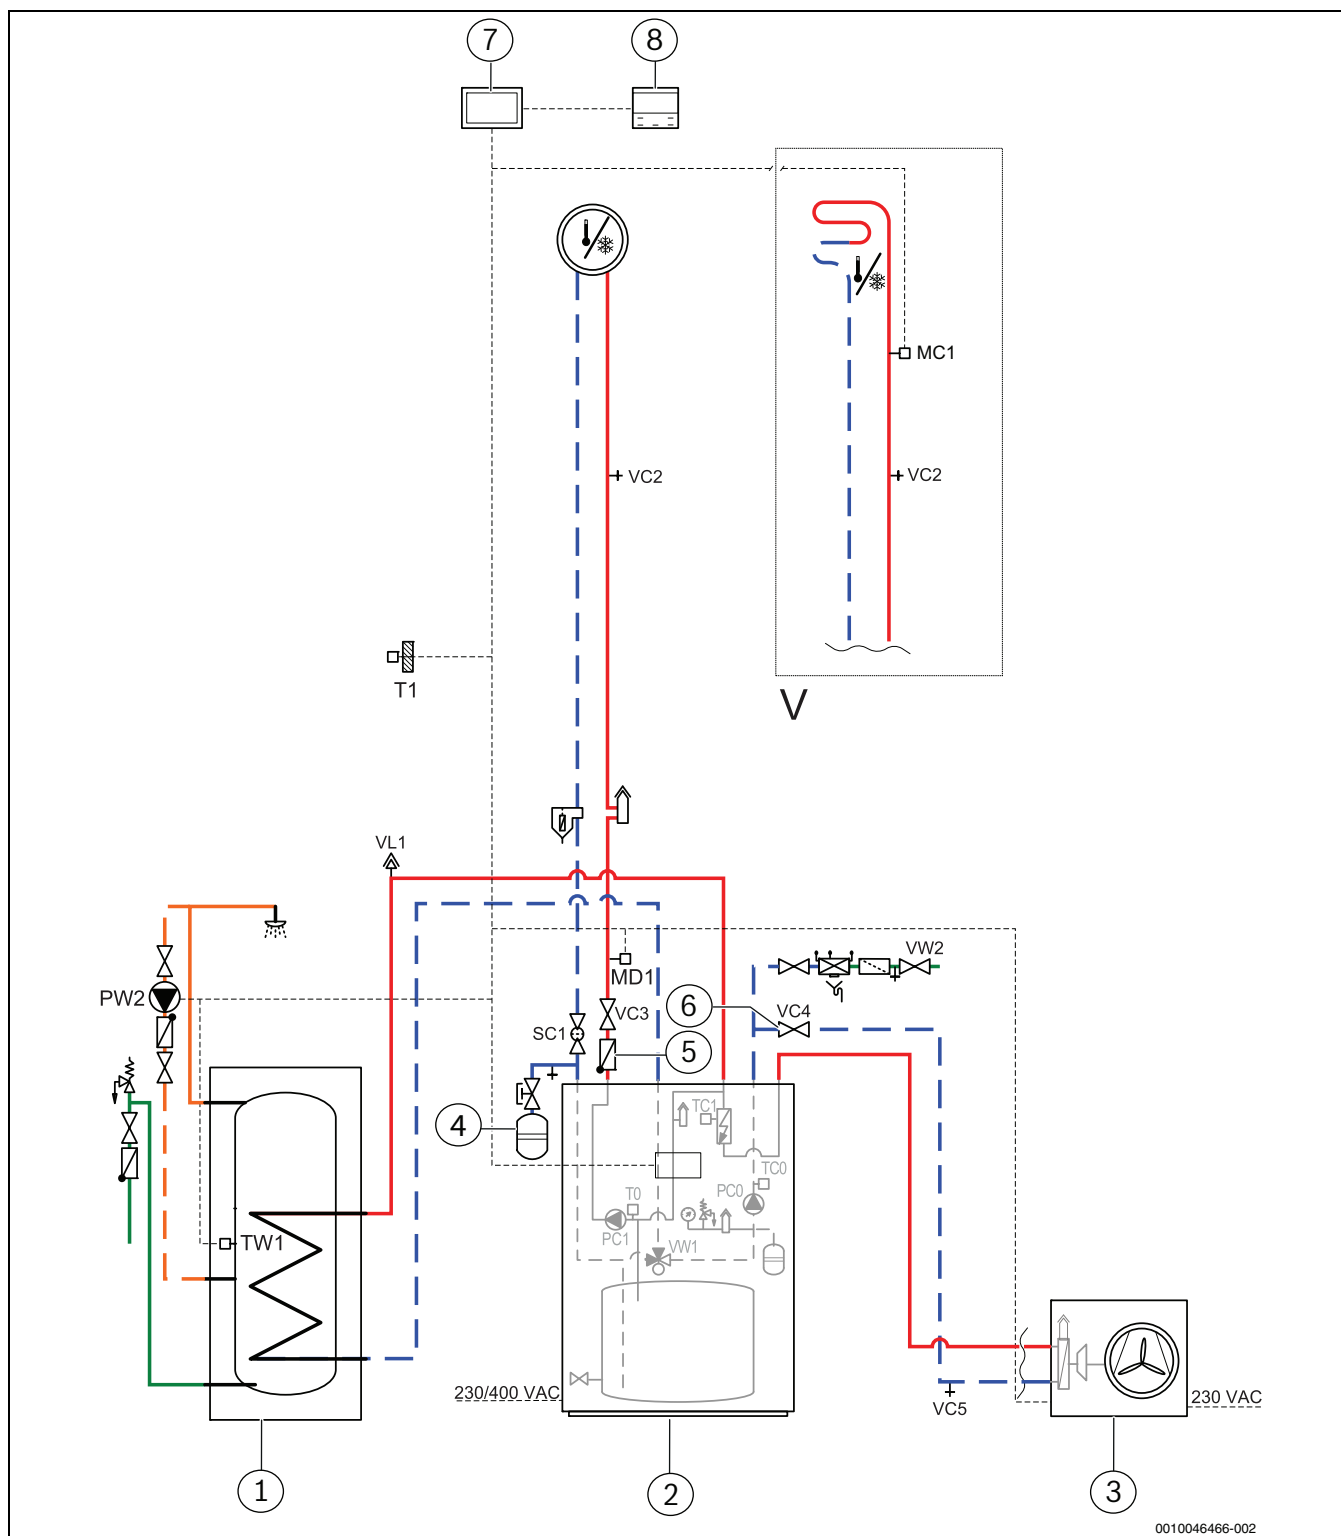 7
8
MC1
VC2
VC2
T1
V
VL1
VW2
MD1
PW2
6
VC4
VC3
SC1
5
4
TC1
TC0
T0
PC0
PC1
VW1
TW1
230/400 VAC
230 VAC
VC5
1
2
3
0010046466-002